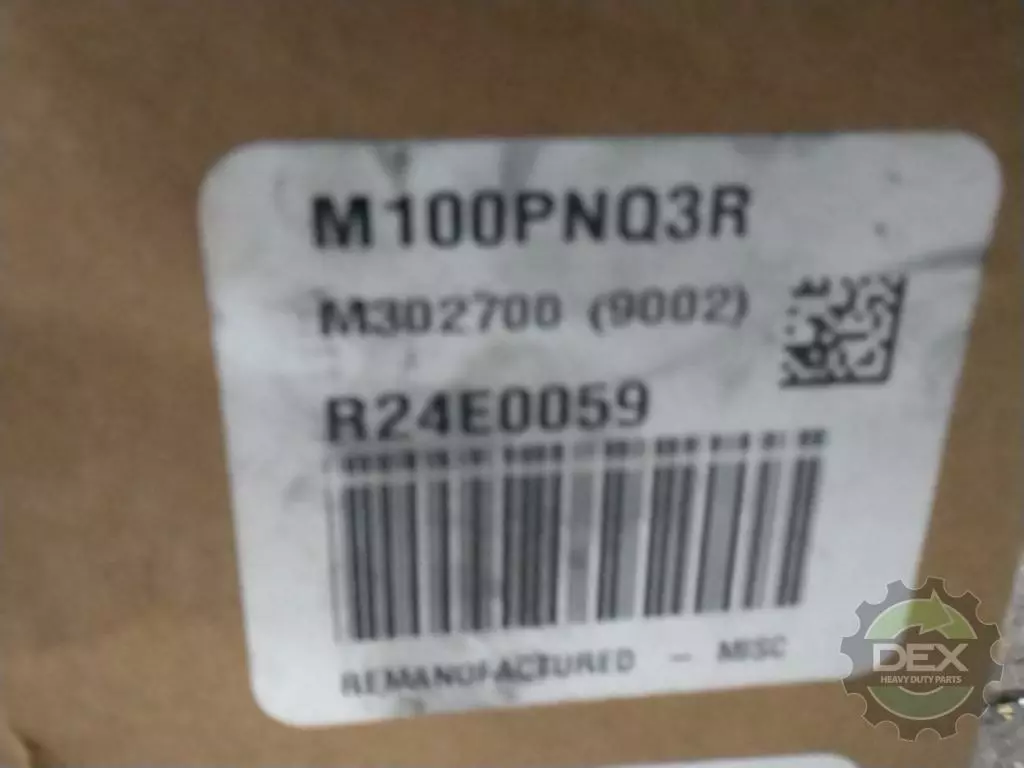 M100PNQ3R
M302700 (9002)
R24E0059
REMANUFACTURED - MISC
DEX
HEAVY DUTY PARTS